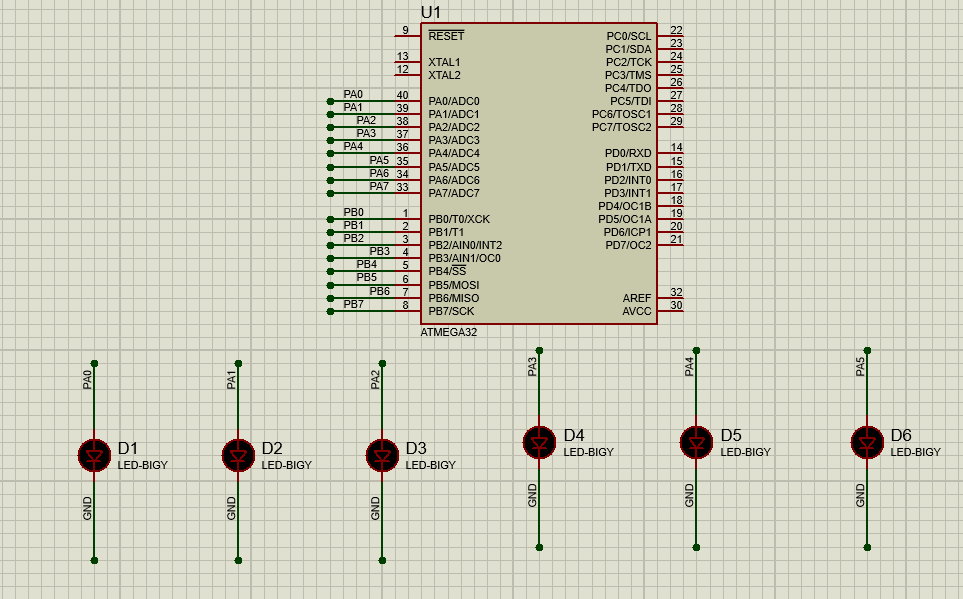 U1
9 RESET PC0/SCL 22
PC1/SDA 23
13 XTAL1 PC2/TCK 24
12 XTAL2 PC3/TMS 25
PC4/TDO 26
PA0 40 PA0/ADC0 PC5/TDI 27
PA1 39 PA1/ADC1 PC6/TOSC1 28
PA2 38 PA2/ADC2 PC7/TOSC2 29
PA3 37 PA3/ADC3
PA4 36 PA4/ADC4 PD0/RXD 14
PA5 35 PA5/ADC5 PD1/TXD 15
PA6 34 PA6/ADC6 PD2/INT0 16
PA7 33 PA7/ADC7 PD3/INT1 17
PD4/OC1B 18
PB0 1 PB0/T0/XCK PD5/OC1A 19
PB1 2 PB1/T1 PD6/ICP1 20
PB2 3 PB2/AIN0/INT2 PD7/OC2 21
PB3 4 PB3/AIN1/OC0
PB4 5 PB4/SS
PB5 6 PB5/MOSI
PB6 7 PB6/MISO AREF 32
PB7 8 PB7/SCK AVCC 30
ATMEGA32
PA0 PA1 PA2 PA3 PA4 PA5
D1 D2 D3 D4 D5 D6
LED-BIGY LED-BIGY LED-BIGY LED-BIGY LED-BIGY LED-BIGY
GND GND GND GND GND GND